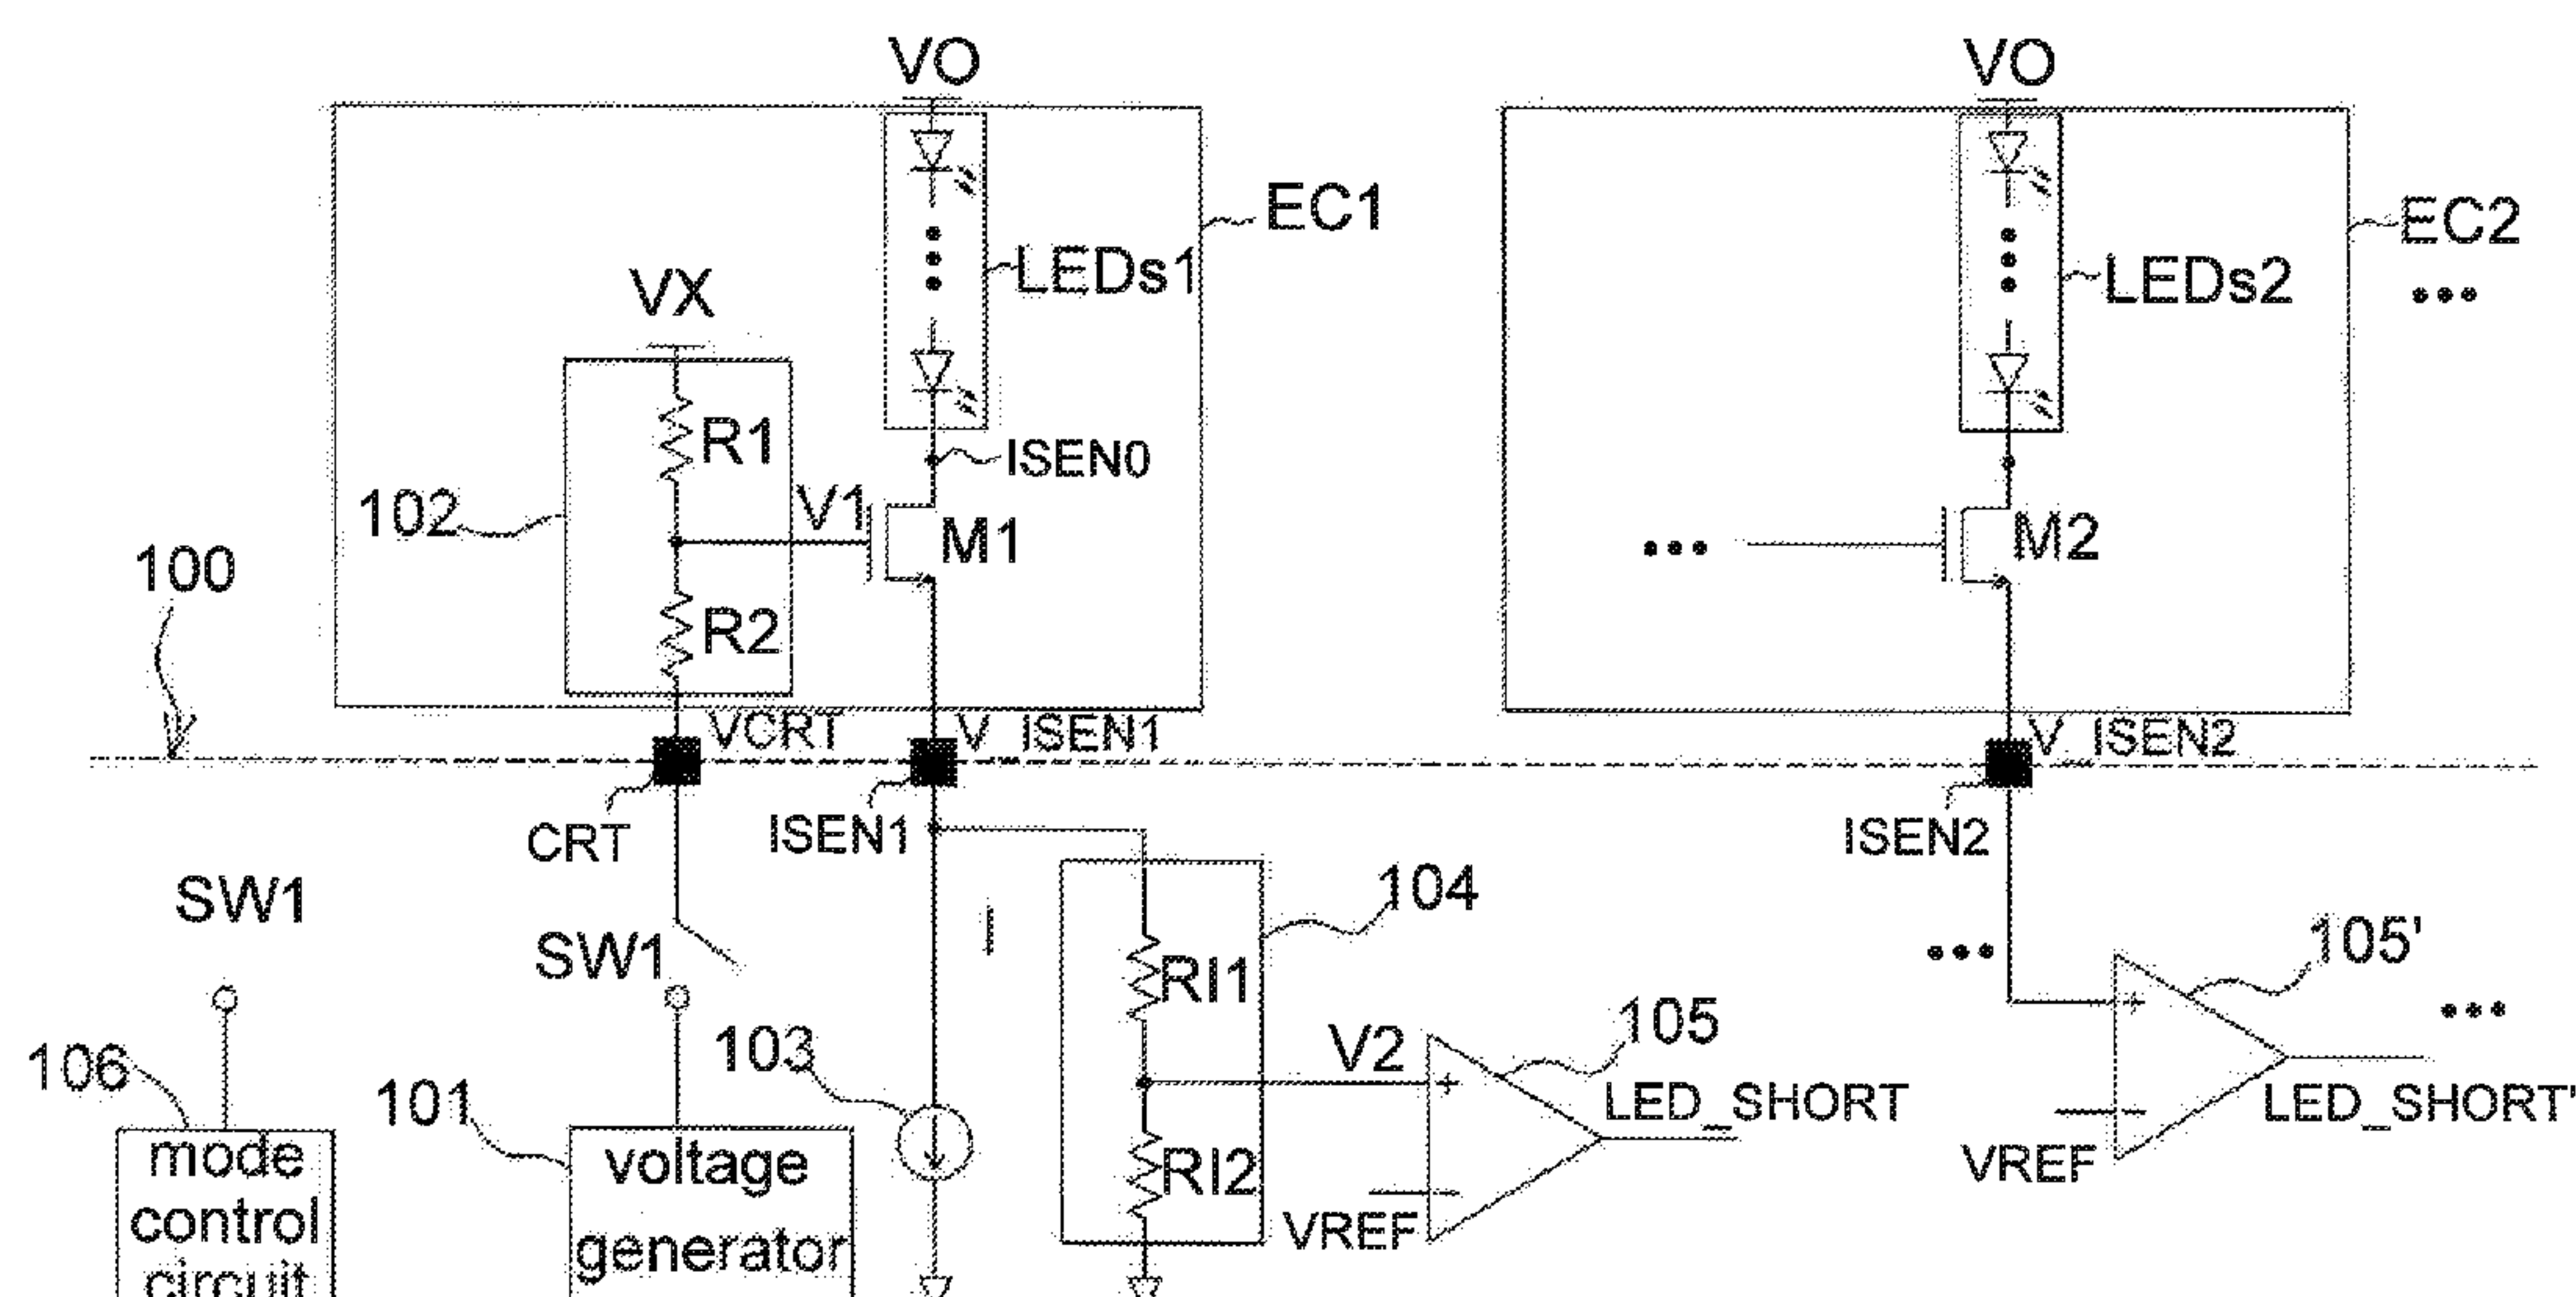 VO
VO
EC1
EC2
LEDs1
LEDs2
VX
R1
ISEN0
102
V1
M1
M2
100
R2
VCRT
V_ISEN1
V_ISEN2
CRT
ISEN1
ISEN2
SW1
104
SW1
105'
RI1
105
103
V2
106
101
LED_SHORT
LED_SHORT'
mode
control
circuit
voltage
generator
RI2
VREF
VREF